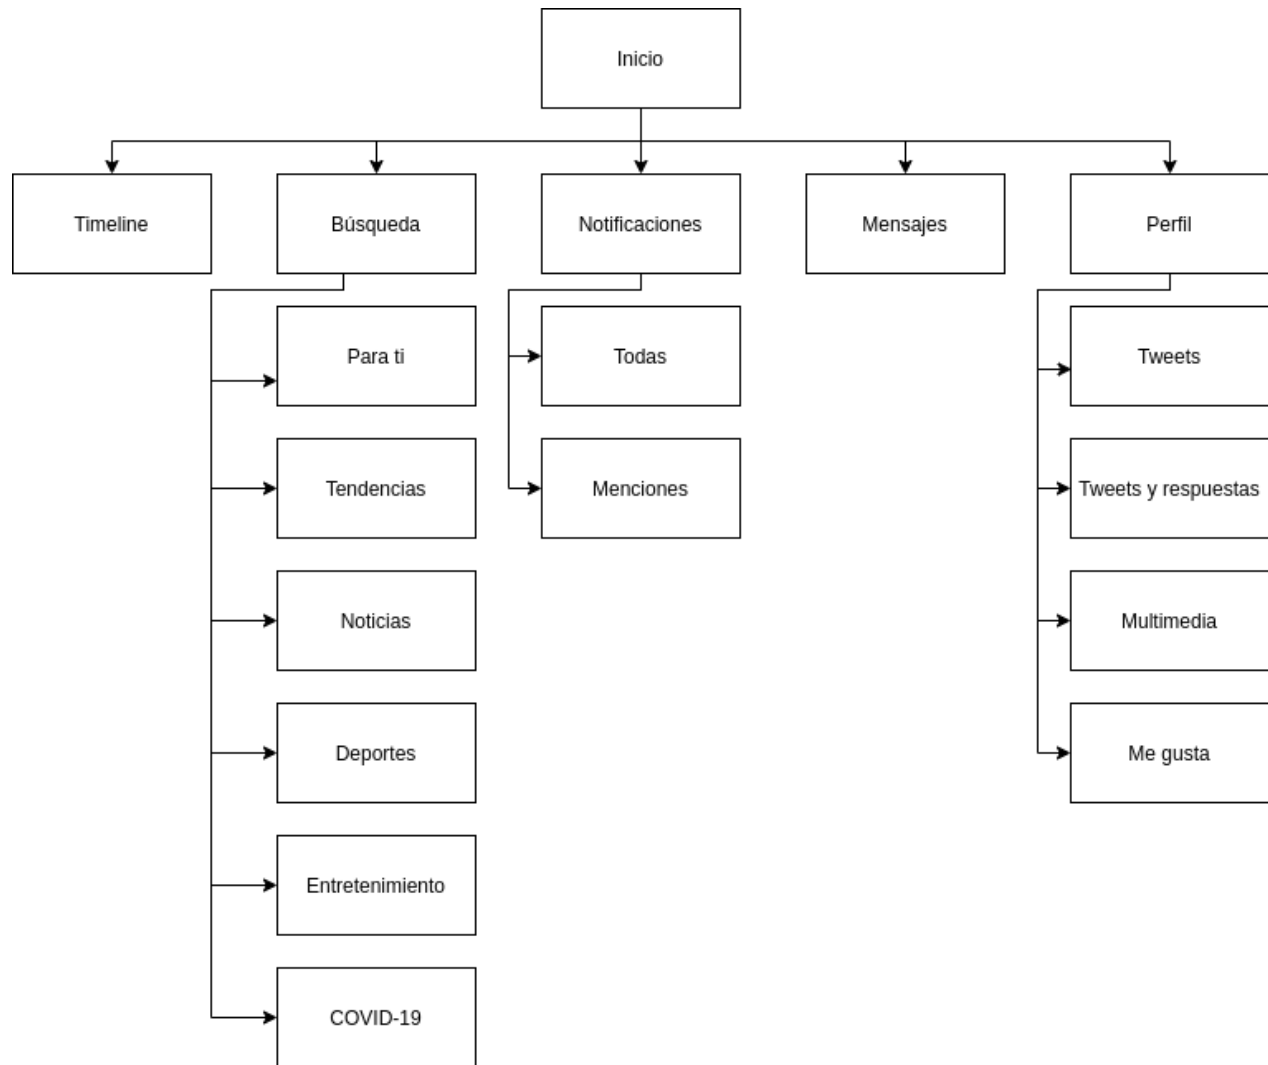 Inicio
Timeline
Búsqueda
Notificaciones
Mensajes
Perfil
Para ti
Todas
Tweets
Tendencias
Menciones
Tweets y respuestas
Noticias
Multimedia
Deportes
Me gusta
Entretenimiento
COVID-19